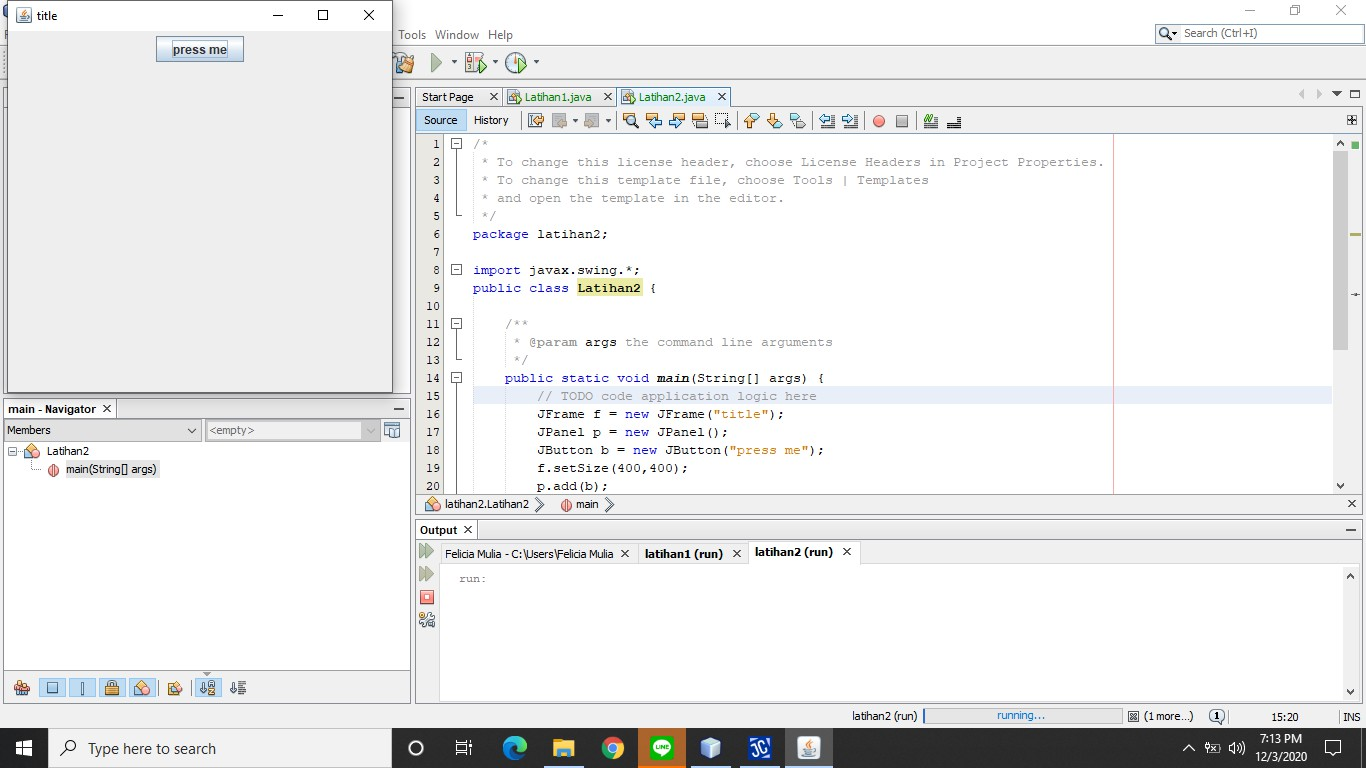 title
press me
Tools Window Help
Search (Ctrl+I)
Start Page
Latihan1.java
Latihan2.java
Source History
1 /*
2 * To change this license header, choose License Headers in Project Properties.
3 * To change this template file, choose Tools | Templates
4 * and open the template in the editor.
5 */
6 package latihan2;
7
8 import javax.swing.*;
9 public class Latihan2 {
10
11 /**
12 * @param args the command line arguments
13 */
14 public static void main(String[] args) {
15 // TODO code application logic here
16 JFrame f = new JFrame("title");
17 JPanel p = new JPanel();
18 JButton b = new JButton("press me");
19 f.setSize(400,400);
20 p.add(b);
latihan2.Latihan2 main
main - Navigator
Members <empty>
Latihan2
main(String[] args)
Output
Felicia Mulia - C:\Users\Felicia Mulia
latihan1 (run)
latihan2 (run)
run:
latihan2 (run) running... (1 more...) 1 15:20 INS
Type here to search
LINE
JC
7:13 PM
12/3/2020